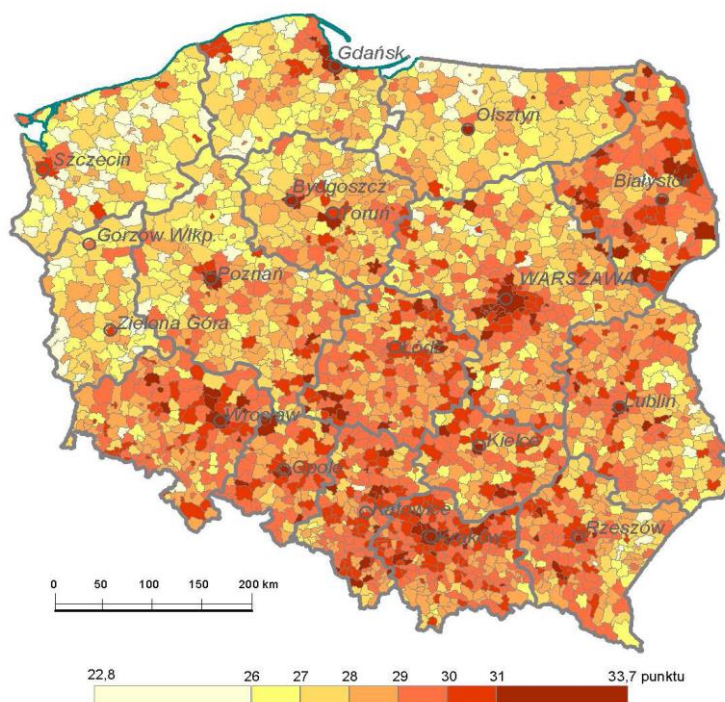 Gdańsk
Olsztyn
Szczecin
Białystok
Bydgoszcz
Toruń
Gorzów Wlkp.
Poznań
WARSZAWA
Zielona Góra
Łódź
Lublin
Wrocław
Kielce
Opole
Katowice
Kraków
Rzeszów
0 50 100 150 200 km
22,8 26 27 28 29 30 31 33,7 punktu